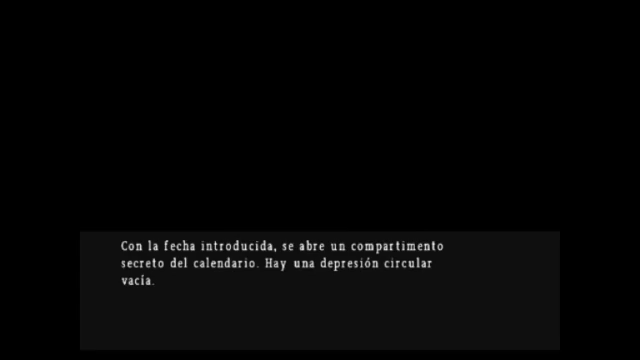 Con la fecha introducida, se abre un compartimento
secreto del calendario. Hay una depresión circular
vacía.